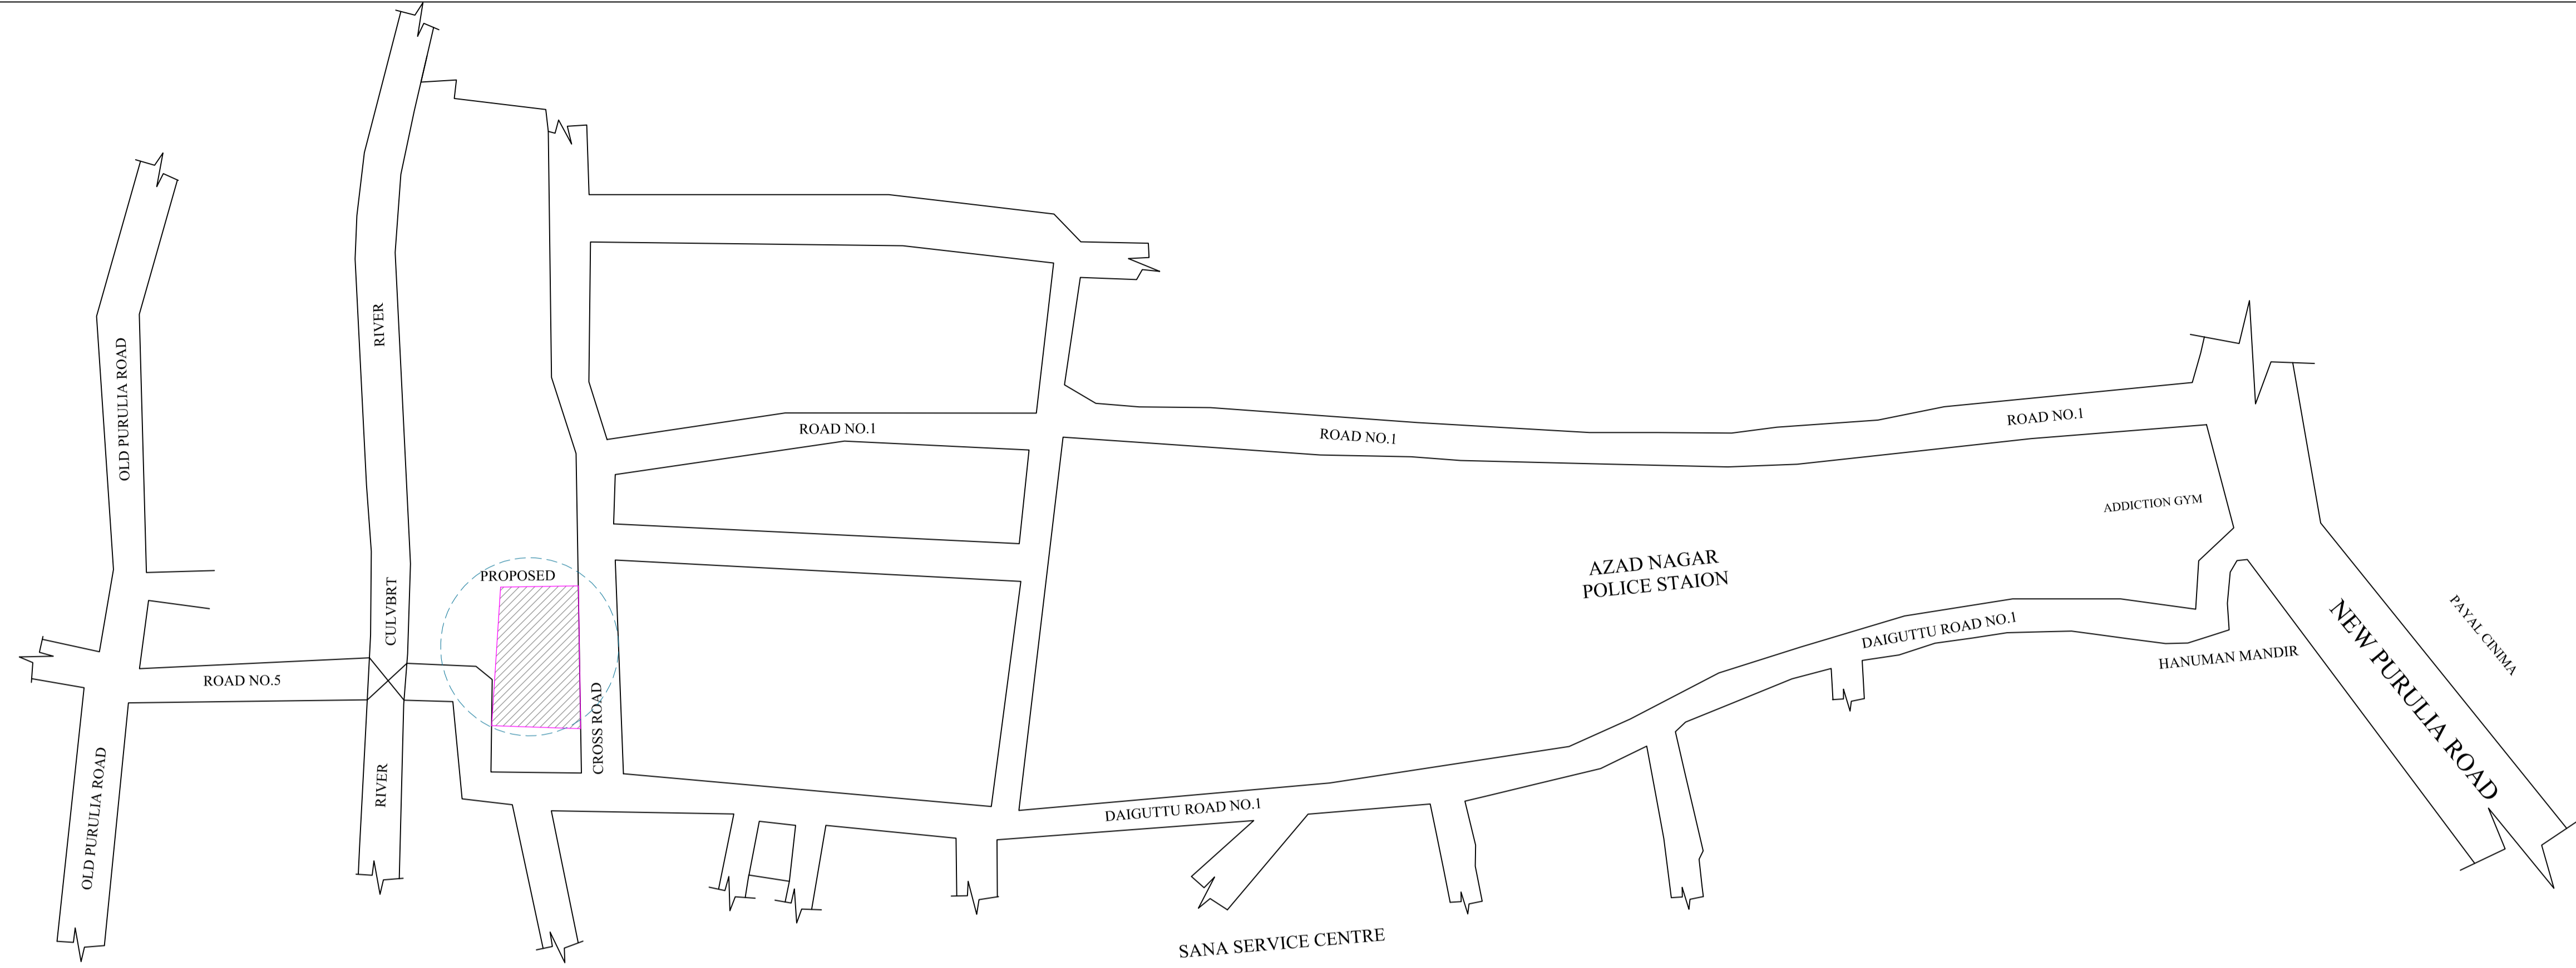 OLD PURULIA ROAD
RIVER
ROAD NO.1
ROAD NO.1
ROAD NO.1
ADDICTION GYM
AZAD NAGAR
POLICE STAION
PROPOSED
CULVBRT
ROAD NO.5
CROSS ROAD
DAIGUTTU ROAD NO.1
HANUMAN MANDIR
PAYAL CINIMA
NEW PURULIA ROAD
OLD PURULIA ROAD
RIVER
DAIGUTTU ROAD NO.1
SANA SERVICE CENTRE